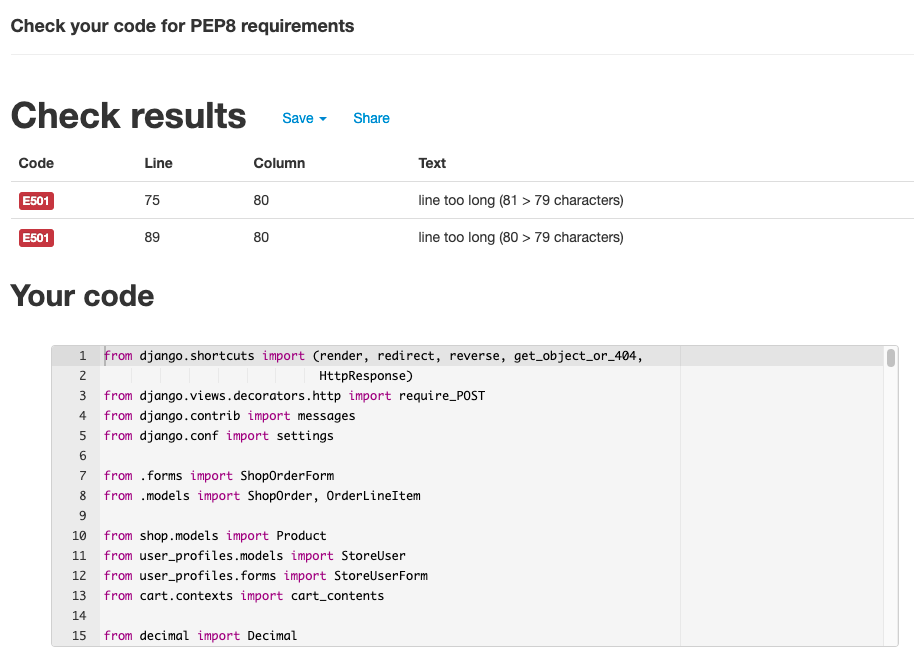 Check your code for PEP8 requirements
Check results Save Share
Code Line Column Text
E501 75 80 line too long (81 > 79 characters)
E501 89 80 line too long (80 > 79 characters)
Your code
1 from django.shortcuts import (render, redirect, reverse, get_object_or_404,
2 HttpResponse)
3 from django.views.decorators.http import require_POST
4 from django.contrib import messages
5 from django.conf import settings
6
7 from .forms import ShopOrderForm
8 from .models import ShopOrder, OrderLineItem
9
10 from shop.models import Product
11 from user_profiles.models import StoreUser
12 from user_profiles.forms import StoreUserForm
13 from cart.contexts import cart_contents
14
15 from decimal import Decimal